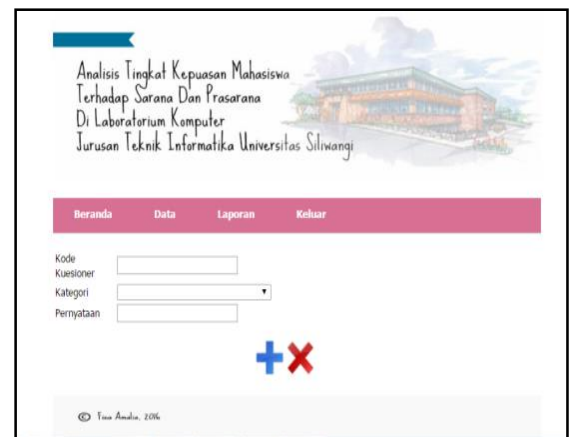 Analisis Tingkat Kepuasan Mahasiswa
Terhadap Sarana Dan Prasarana
Di Laboratorium Komputer
Jurusan Teknik Informatika Universitas Siliwangi
Beranda Data Laporan Keluar
Kode
Kuesioner
Kategori
Pernyataan
© Fina Amalia, 2016